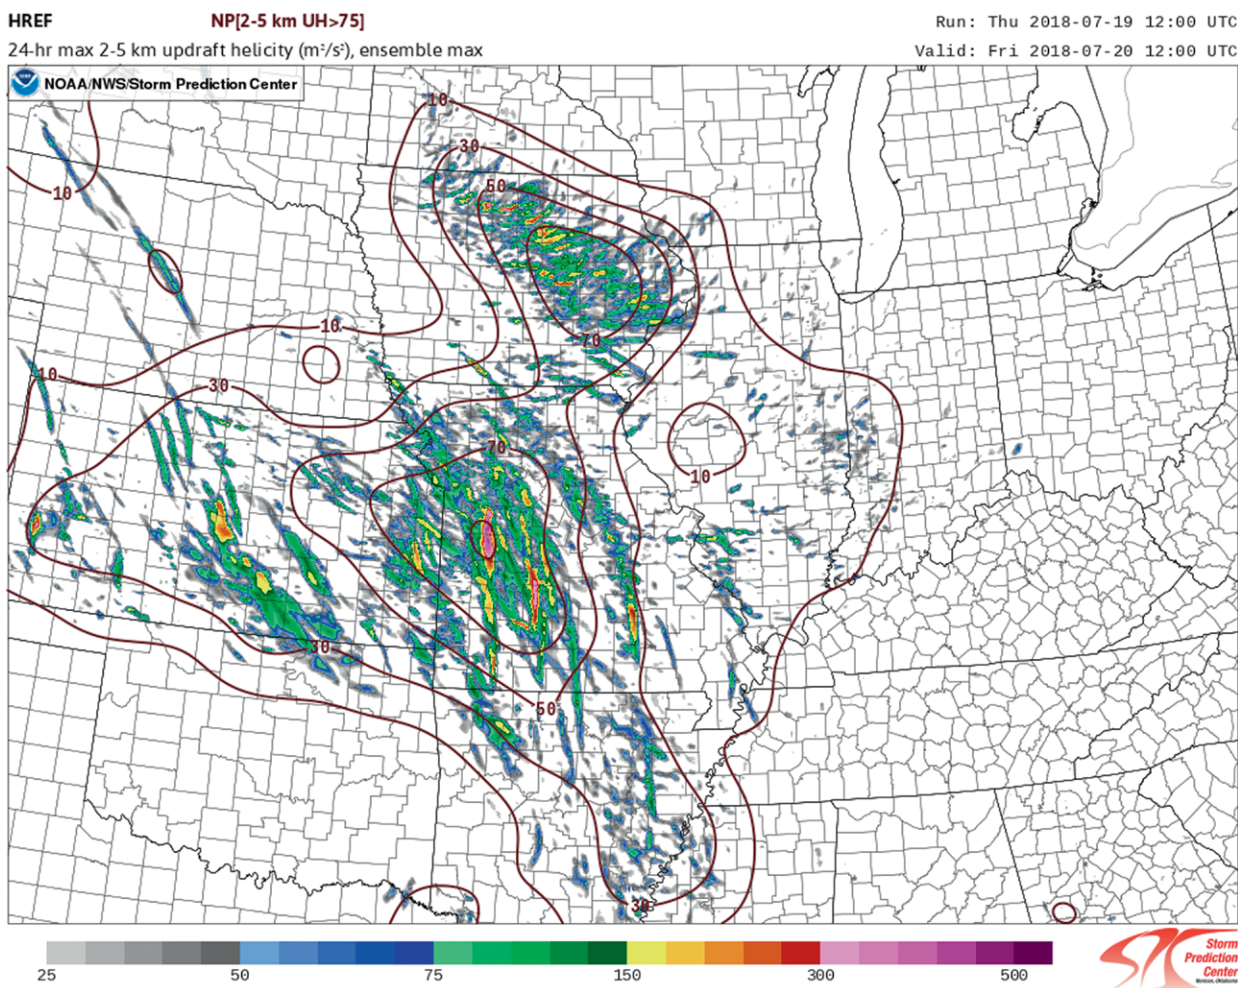 HREF NP[2-5 km UH>75] Run: Thu 2018-07-19 12:00 UTC
24-hr max 2-5 km updraft helicity (m²/s²), ensemble max Valid: Fri 2018-07-20 12:00 UTC
NOAA/NWS/Storm Prediction Center
10
30
50
10
70
10
10
30
70
10
30
50
30
25 50 75 150 300 500
Storm
Prediction
Center
Norman, Oklahoma